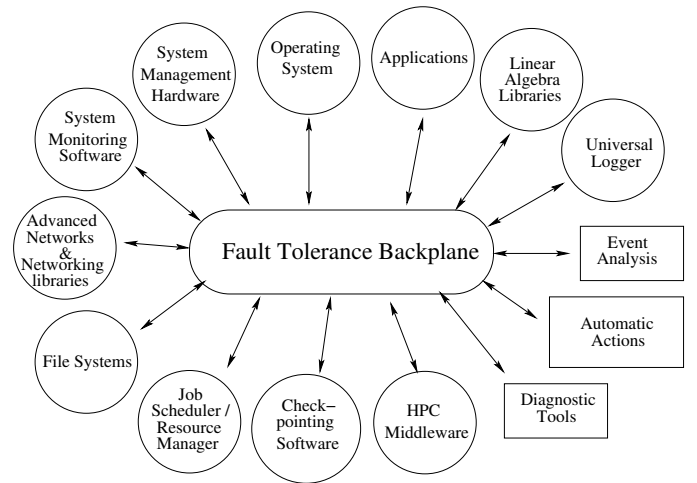 System
Management
Hardware
Operating
System
Applications
Linear
Algebra
Libraries
System
Monitoring
Software
Universal
Logger
Advanced
Networks
&
Networking
libraries
Fault Tolerance Backplane
Event
Analysis
Automatic
Actions
File Systems
Job
Scheduler /
Resource
Manager
Check−
pointing
Software
HPC
Middleware
Diagnostic
Tools